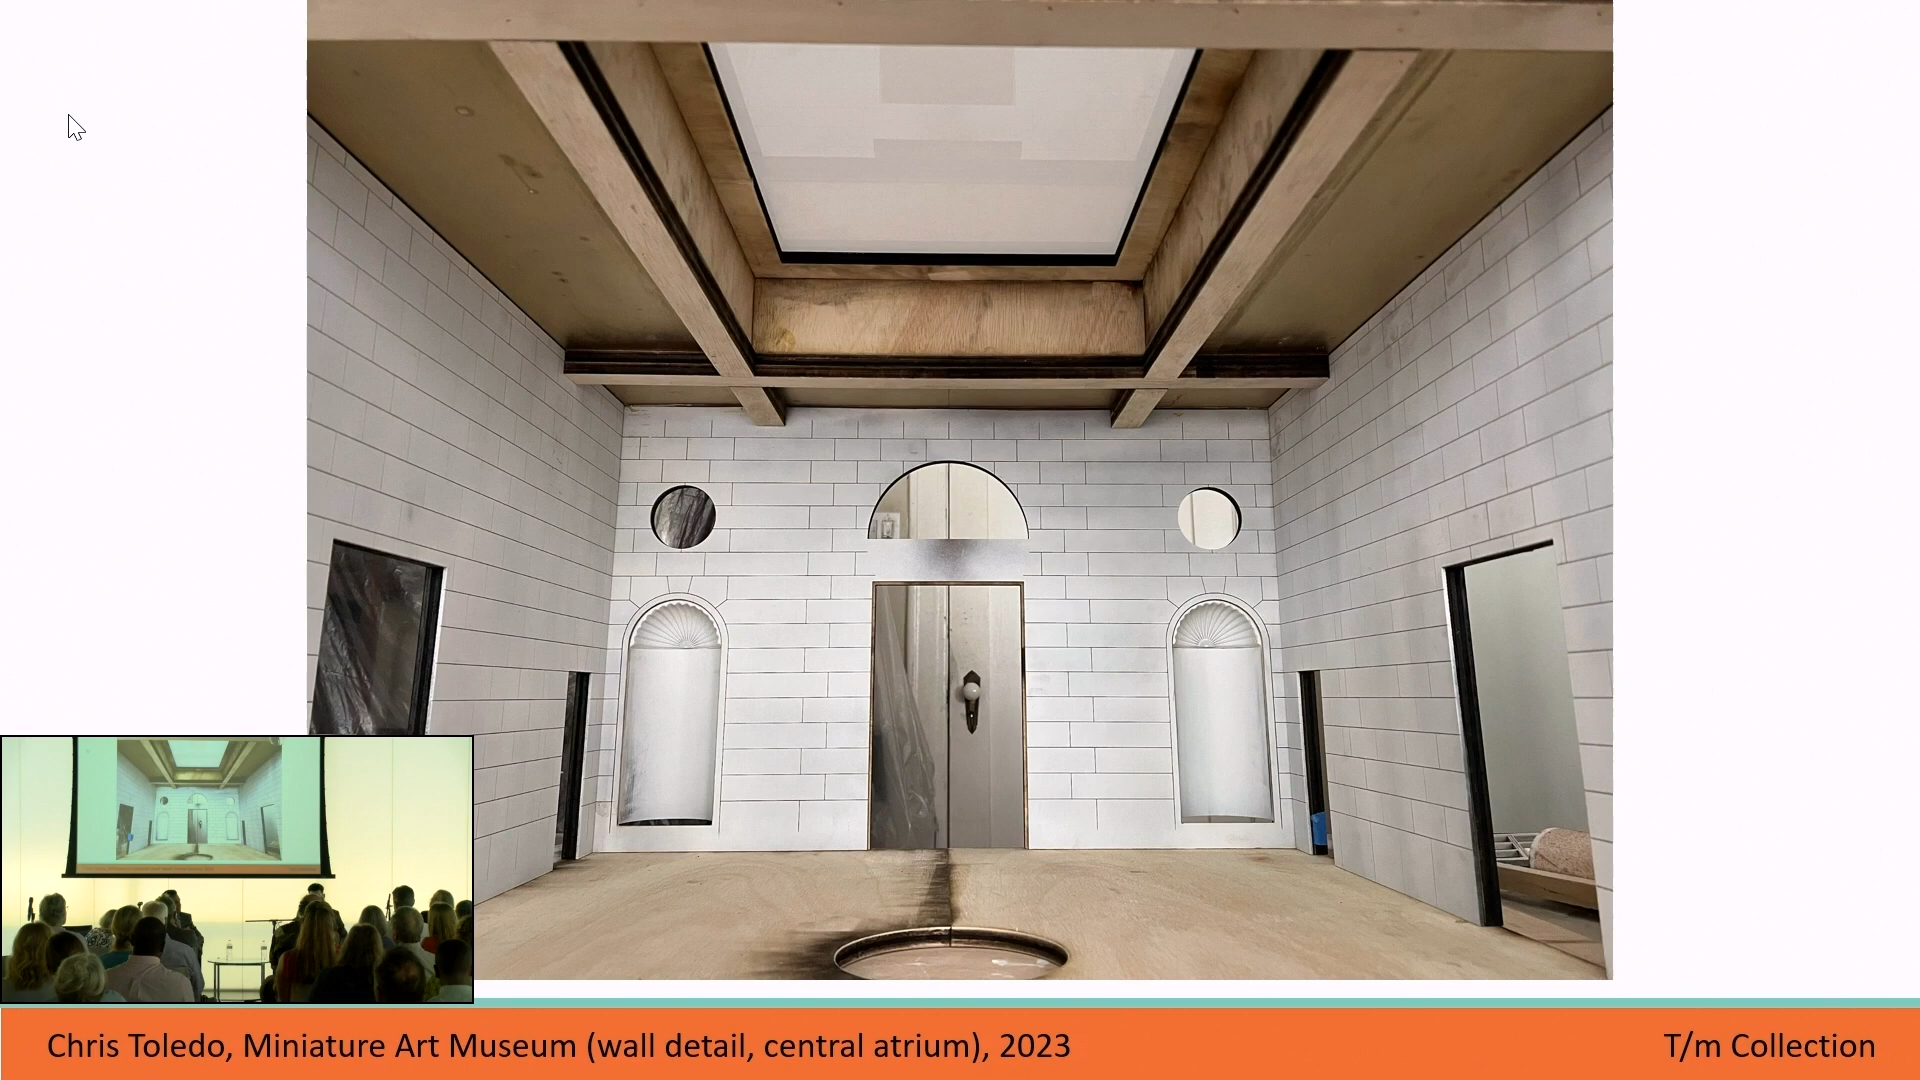 Chris Toledo, Miniature Art Museum (wall detail, central atrium), 2023
T/m Collection